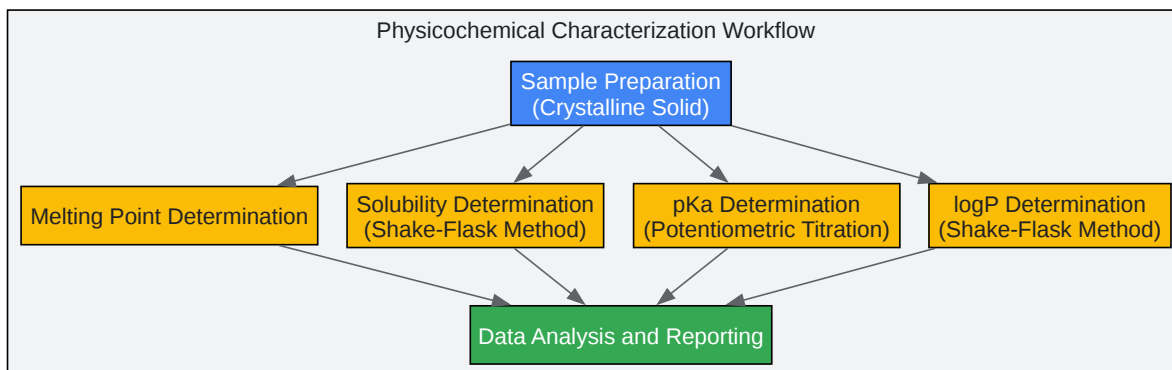 Physicochemical Characterization Workflow
Sample Preparation
(Crystalline Solid)
Melting Point Determination
Solubility Determination
(Shake-Flask Method)
pKa Determination
(Potentiometric Titration)
logP Determination
(Shake-Flask Method)
Data Analysis and Reporting